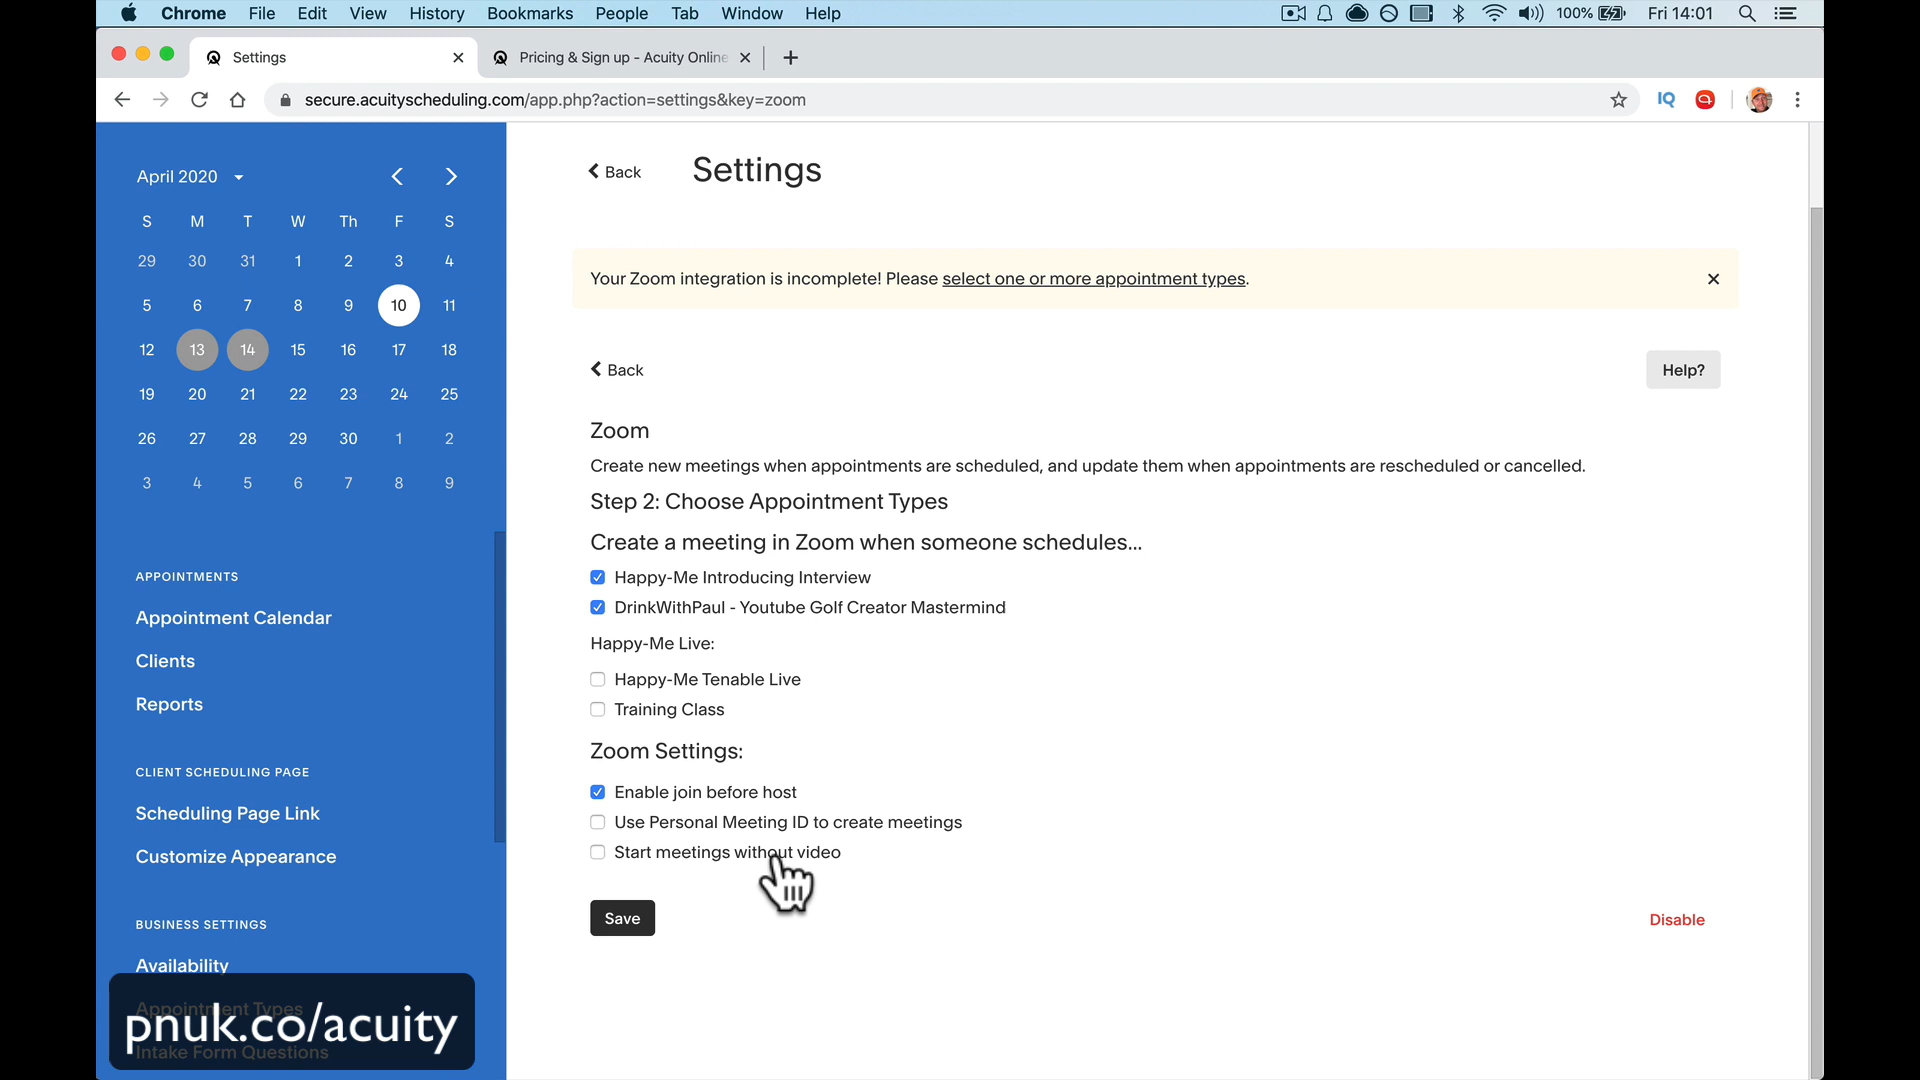 Chrome File Edit View History Bookmarks People Tab Window Help 100% Fri 14:01
Settings Pricing & Sign up - Acuity Online
secure.acuityscheduling.com/app.php?action=settings&key=zoom IQ
April 2020
S M T W Th F S
29 30 31 1 2 3 4
5 6 7 8 9 10 11
12 13 14 15 16 17 18
19 20 21 22 23 24 25
26 27 28 29 30 1 2
3 4 5 6 7 8 9
APPOINTMENTS
Appointment Calendar
Clients
Reports
CLIENT SCHEDULING PAGE
Scheduling Page Link
Customize Appearance
BUSINESS SETTINGS
Availability
Appointment Types
pnuk.co/acuity
Intake Form Questions
Back Settings
Your Zoom integration is incomplete! Please select one or more appointment types.
Back Help?
Zoom
Create new meetings when appointments are scheduled, and update them when appointments are rescheduled or cancelled.
Step 2: Choose Appointment Types
Create a meeting in Zoom when someone schedules...
Happy-Me Introducing Interview
DrinkWithPaul - Youtube Golf Creator Mastermind
Happy-Me Live:
Happy-Me Tenable Live
Training Class
Zoom Settings:
Enable join before host
Use Personal Meeting ID to create meetings
Start meetings without video
Save Disable